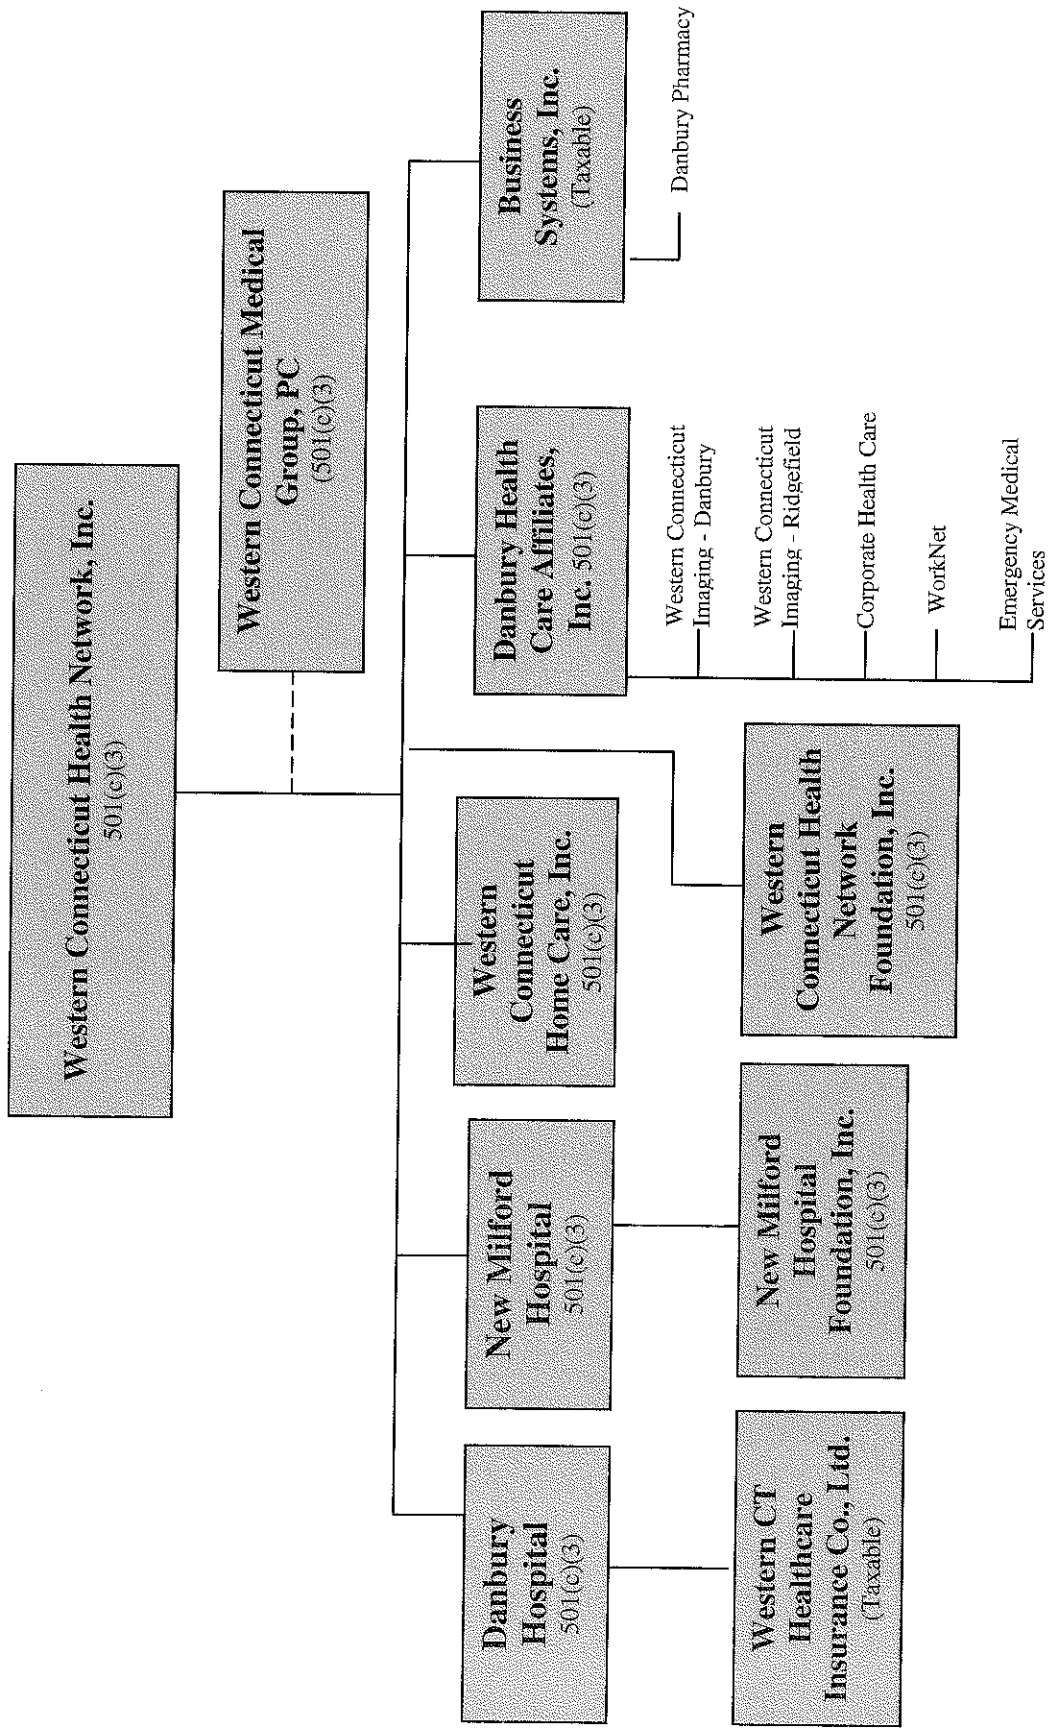 Western Connecticut Health Network, Inc.
501(c)(3)
Western Connecticut Medical
Group, PC
(501(c)(3)
Danbury
Hospital
501(c)(3)
New Milford
Hospital
501(c)(3)
Western
Connecticut
Home Care, Inc.
501(c)(3)
Danbury Health
Care Affiliates,
Inc. 501(c)(3)
Business
Systems, Inc.
(Taxable)
Western CT
Healthcare
Insurance Co., Ltd.
(Taxable)
New Milford
Hospital
Foundation, Inc.
501(c)(3)
Western
Connecticut Health
Network
Foundation, Inc.
501(c)(3)
Western Connecticut
Imaging - Danbury
Western Connecticut
Imaging - Ridgefield
Corporate Health Care
WorkNet
Emergency Medical
Services
Danbury Pharmacy